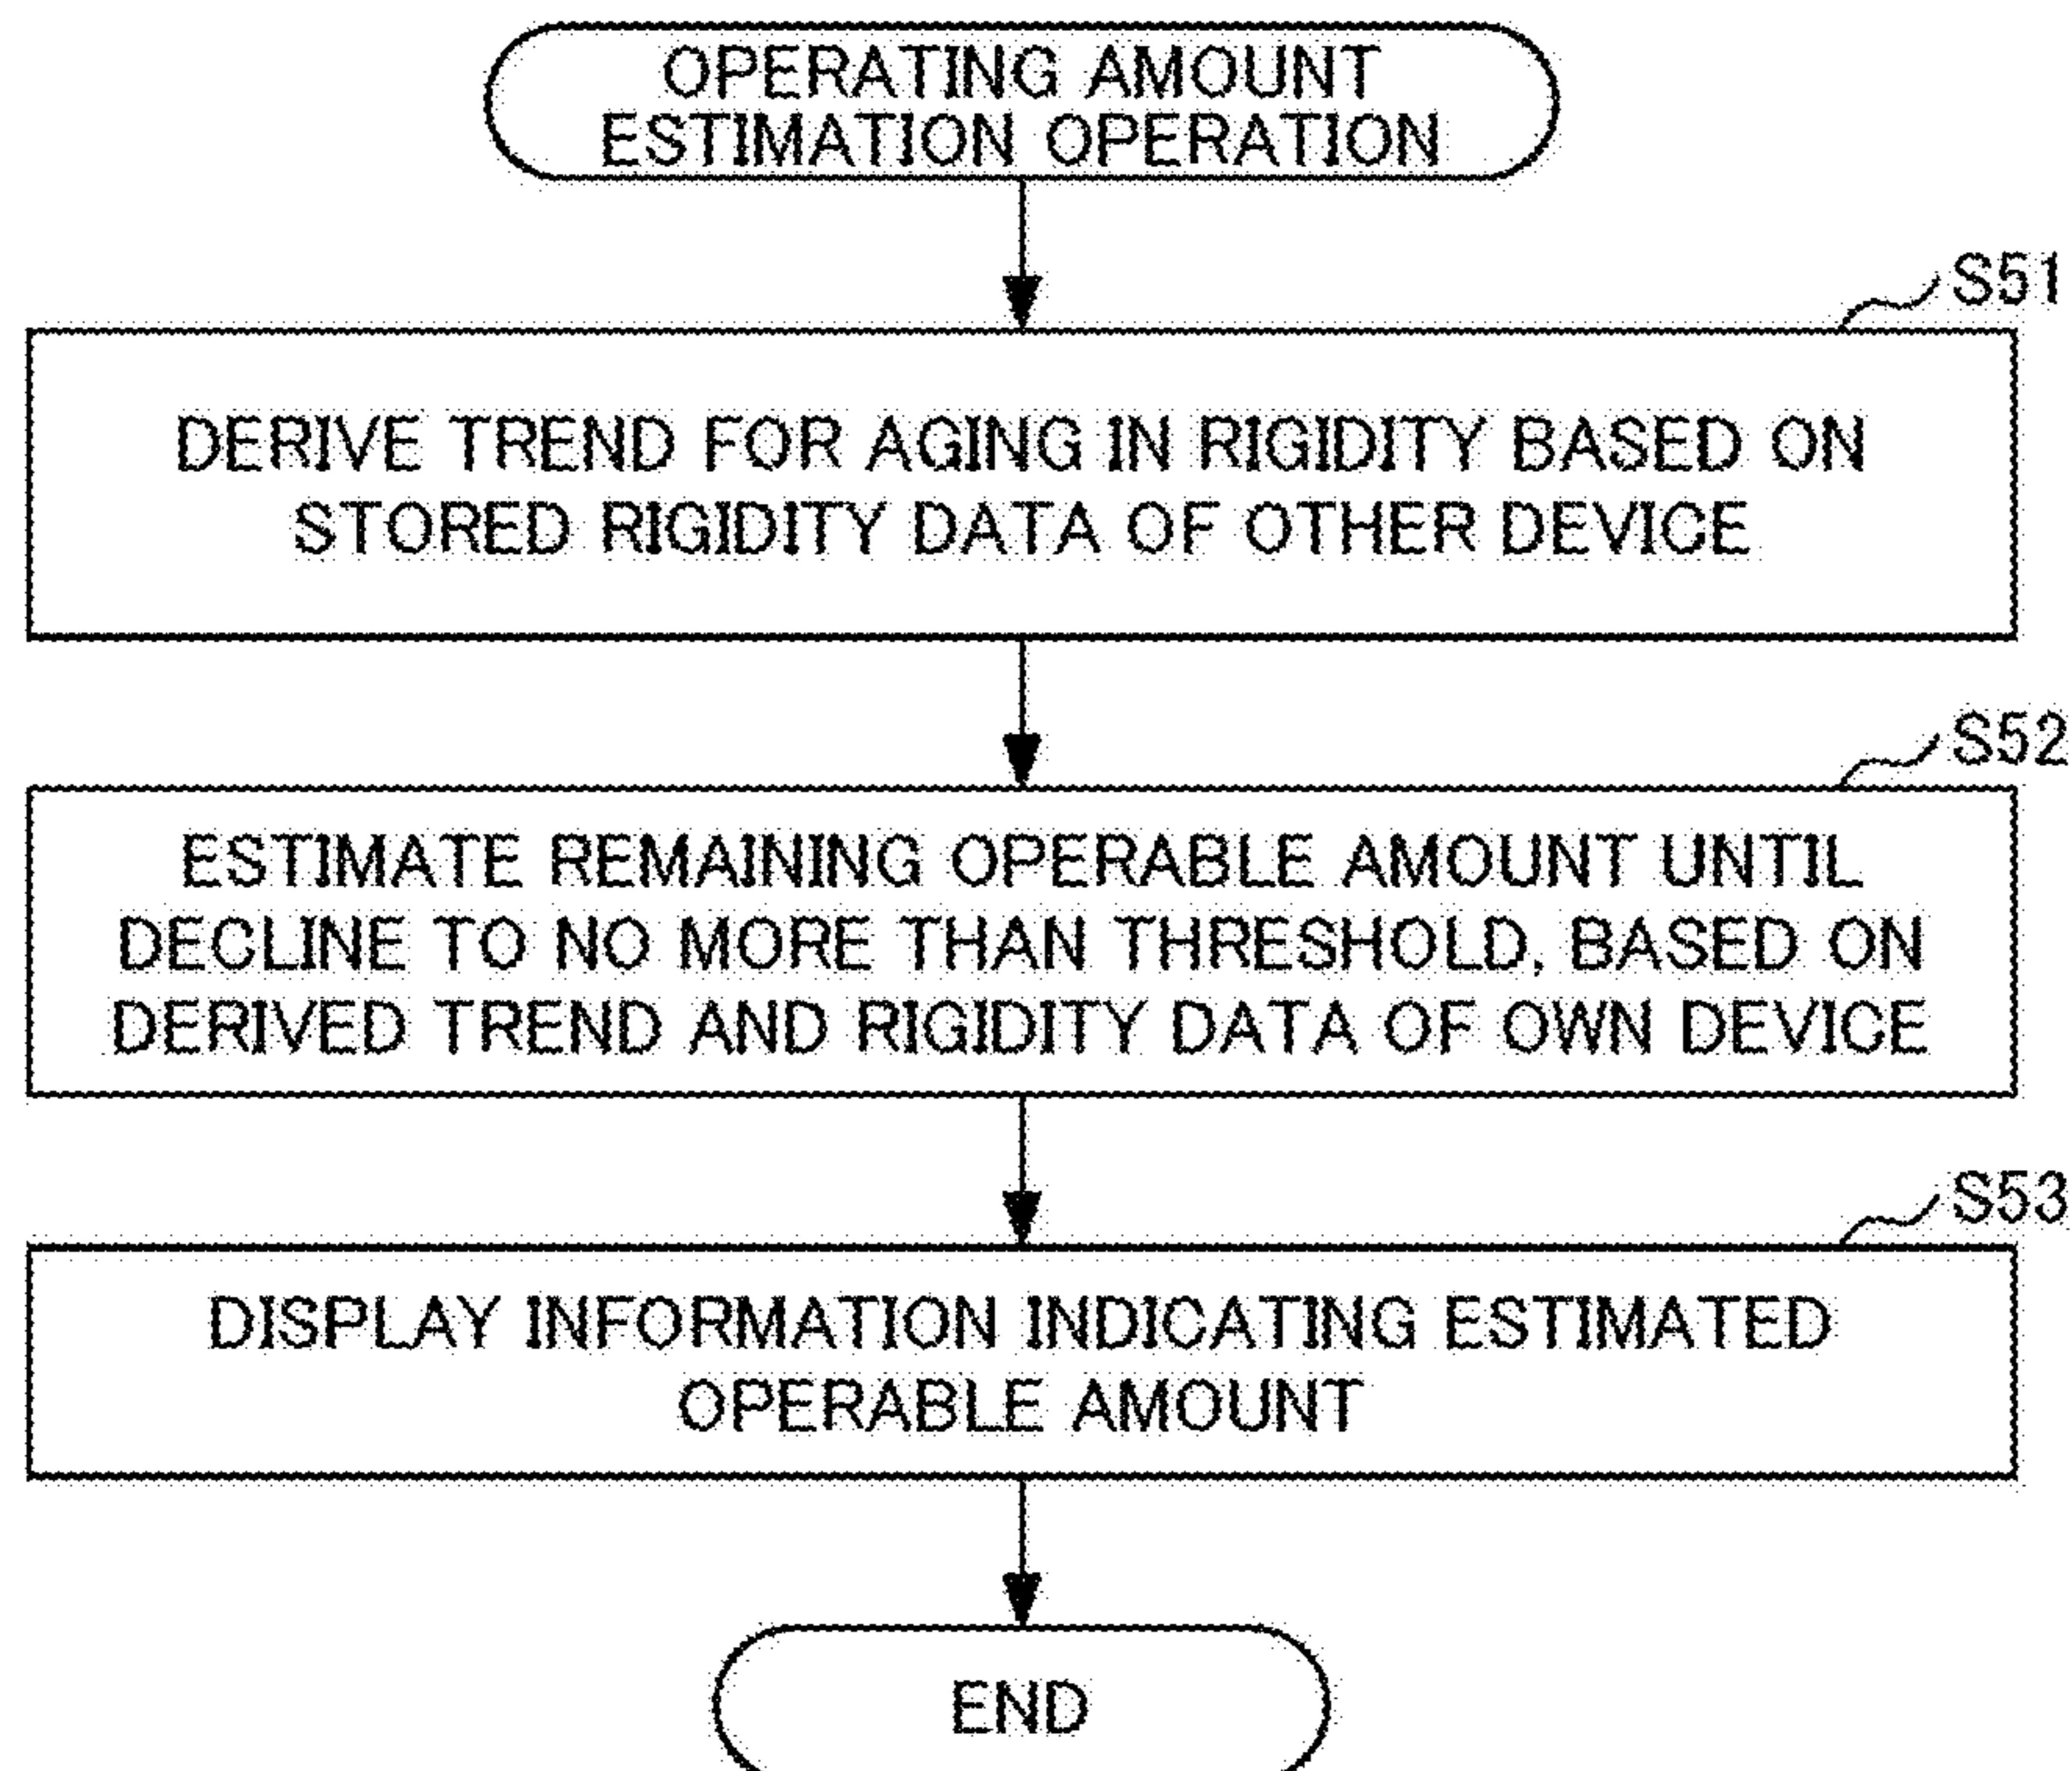 OPERATING AMOUNT
ESTIMATION OPERATION
S51
DERIVE TREND FOR AGING IN RIGIDITY BASED ON
STORED RIGIDITY DATA OF OTHER DEVICE
S52
ESTIMATE REMAINING OPERABLE AMOUNT UNTIL
DECLINE TO NO MORE THAN THRESHOLD, BASED ON
DERIVED TREND AND RIGIDITY DATA OF OWN DEVICE
S53
DISPLAY INFORMATION INDICATING ESTIMATED
OPERABLE AMOUNT
END